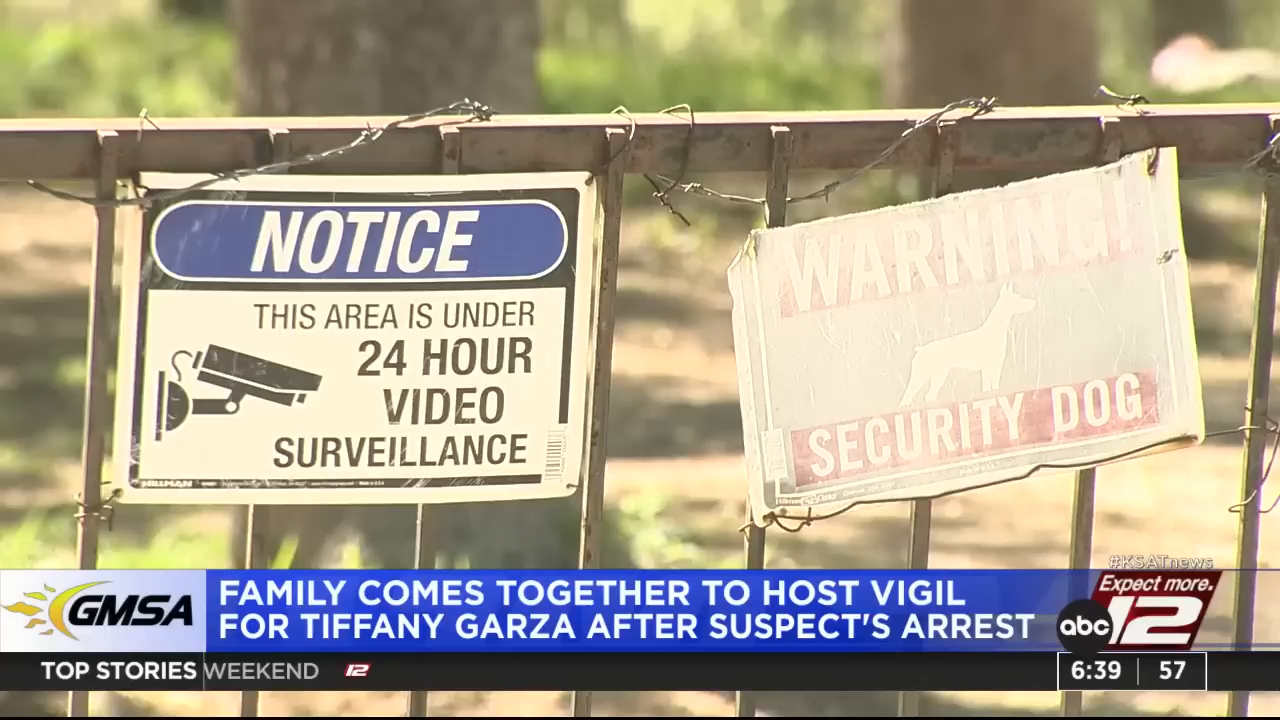 NOTICE
THIS AREA IS UNDER
24 HOUR
VIDEO
SURVEILLANCE
HILLMAN
WARNING!
SECURITY DOG
#KSATnews
GMSA
FAMILY COMES TOGETHER TO HOST VIGIL
FOR TIFFANY GARZA AFTER SUSPECT'S ARREST
Expect more.
abc 12
TOP STORIES WEEKEND 12
6:39 57